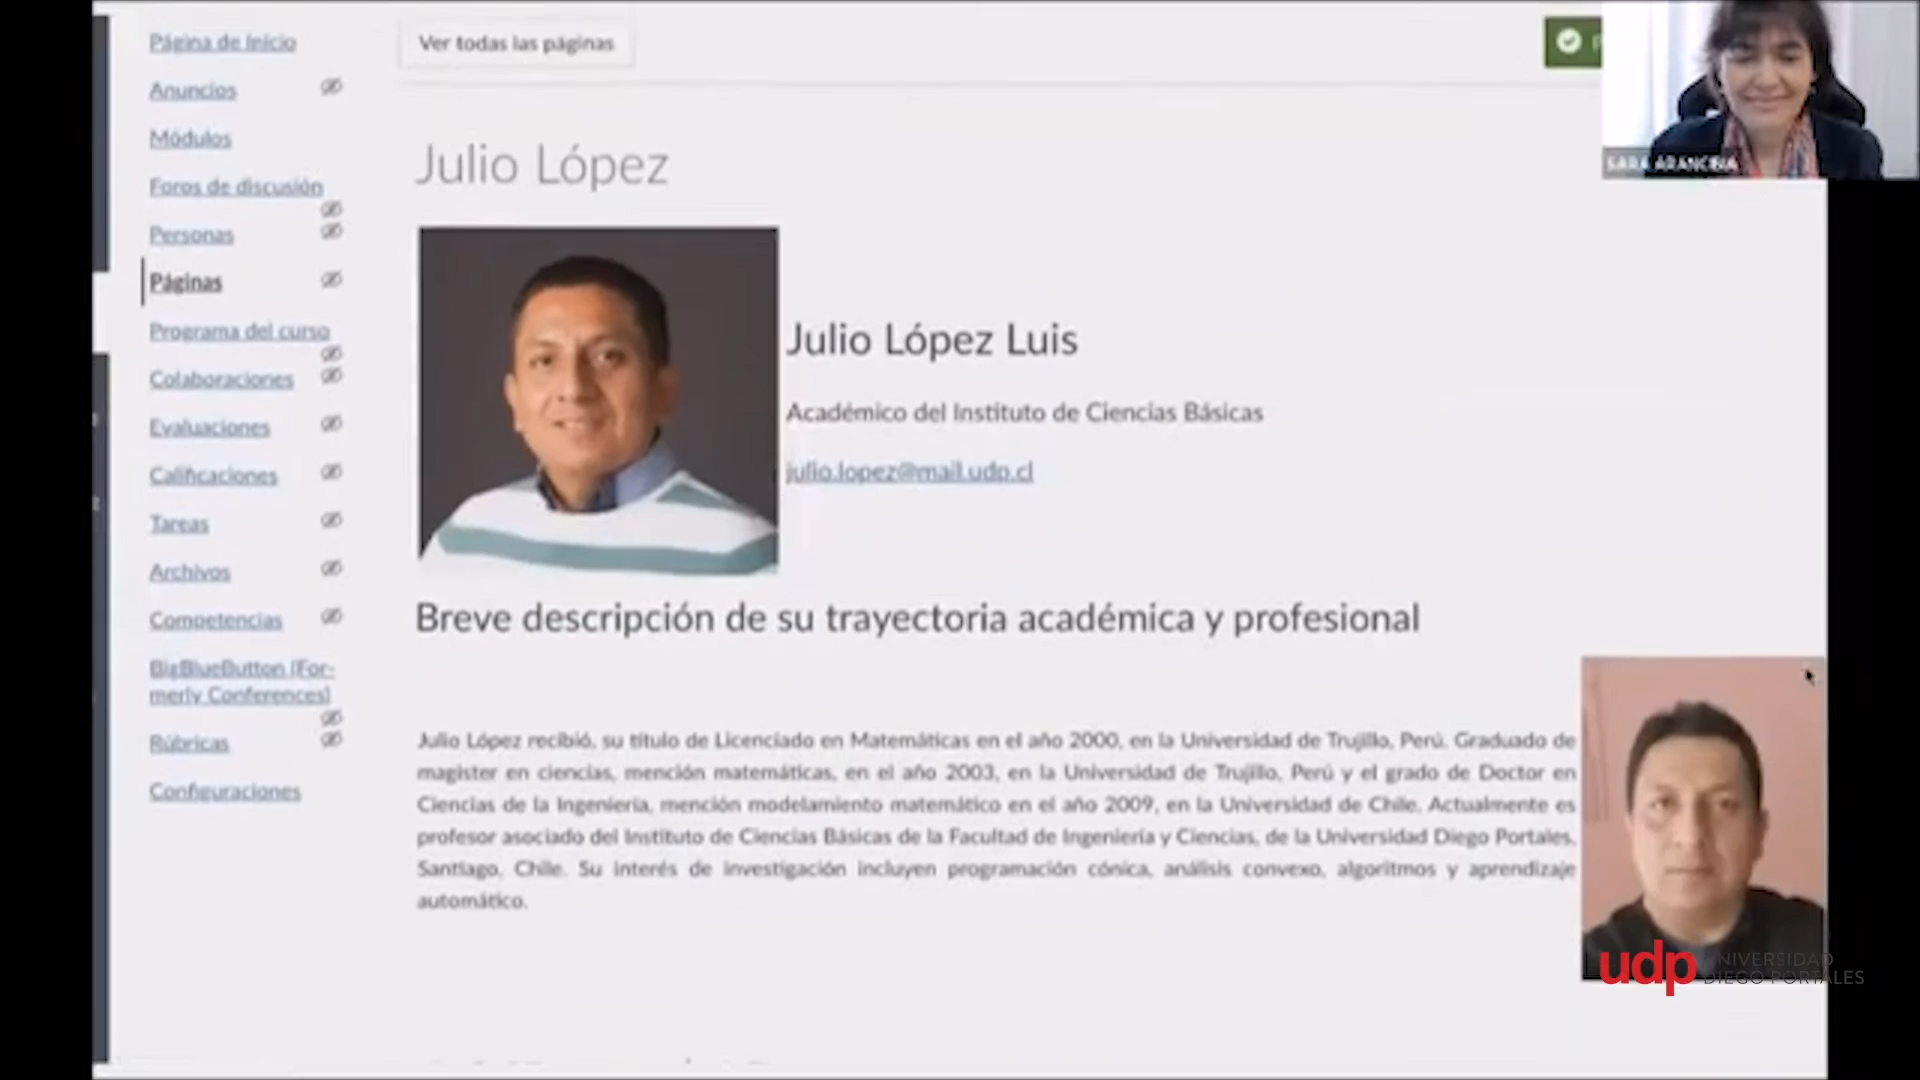 Página de Inicio
Anuncios
Módulos
Foros de discusión
Personas
Páginas
Programa del curso
Colaboraciones
Evaluaciones
Calificaciones
Tareas
Archivos
Competencias
BigBlueButton (For-
merly Conferences)
Rúbricas
Configuraciones
Ver todas las páginas
SARA ARANCIBIA
Julio López
Julio López Luis
Académico del Instituto de Ciencias Básicas
julio.lopez@mail.udp.cl
Breve descripción de su trayectoria académica y profesional
Julio López recibió, su título de Licenciado en Matemáticas en el año 2000, en la Universidad de Trujillo, Perú. Graduado de
magister en ciencias, mención matemáticas, en el año 2003, en la Universidad de Trujillo, Perú y el grado de Doctor en
Ciencias de la Ingeniería, mención modelamiento matemático en el año 2009, en la Universidad de Chile. Actualmente es
profesor asociado del Instituto de Ciencias Básicas de la Facultad de Ingeniería y Ciencias, de la Universidad Diego Portales,
Santiago, Chile. Su interés de investigación incluyen programación cónica, análisis convexo, algoritmos y aprendizaje
automático.
udp UNIVERSIDAD
DIEGO PORTALES